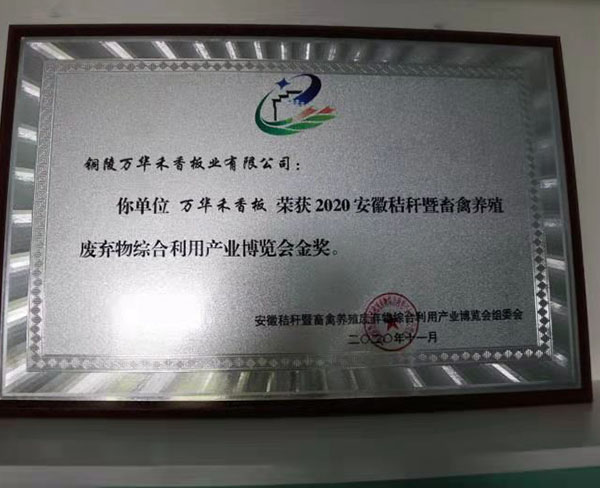 铜陵万华禾香板业有限公司：
你单位 万华禾香板 荣获2020安徽秸秆暨畜禽养殖
废弃物综合利用产业博览会金奖。
安徽秸秆暨畜禽养殖废弃物综合利用产业博览会组委会
二〇二〇年十一月